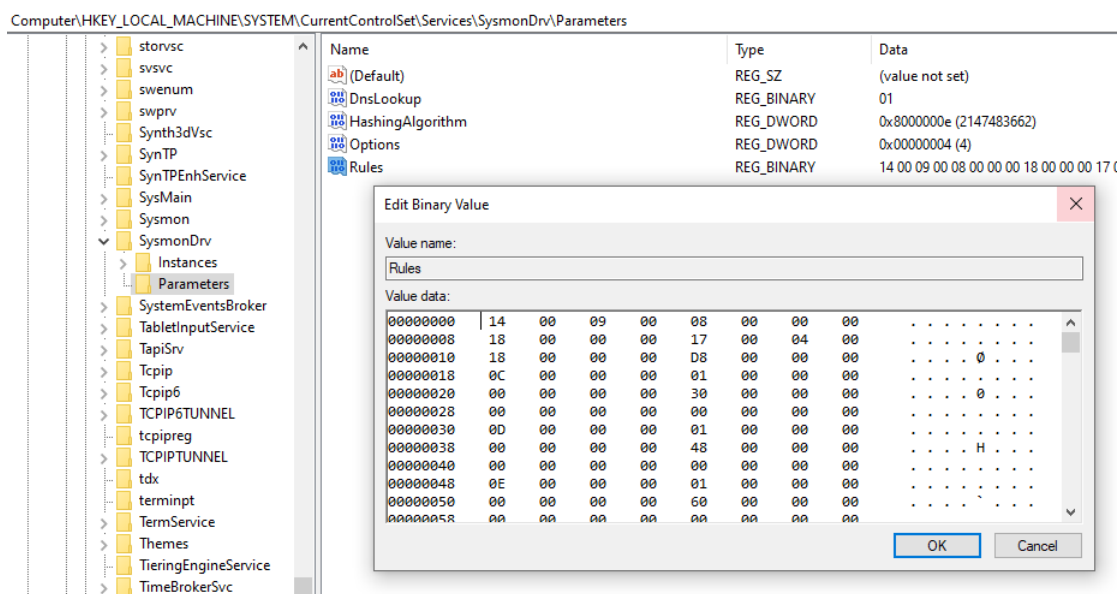 Computer\HKEY_LOCAL_MACHINE\SYSTEM\CurrentControlSet\Services\SysmonDrv\Parameters
storvsc
svsvc
swenum
swprv
Synth3dVsc
SynTP
SynTPEnhService
SysMain
Sysmon
SysmonDrv
Instances
Parameters
SystemEventsBroker
TabletInputService
TapiSrv
Tcpip
Tcpip6
TCPIP6TUNNEL
tcpipreg
TCPIPTUNNEL
tdx
terminpt
TermService
Themes
TieringEngineService
TimeBrokerSvc
Name Type Data
(Default) REG_SZ (value not set)
DnsLookup REG_BINARY 01
HashingAlgorithm REG_DWORD 0x8000000e (2147483662)
Options REG_DWORD 0x00000004 (4)
Rules REG_BINARY 14 00 09 00 08 00 00 00 18 00 00 00 17
Edit Binary Value
Value name:
Rules
Value data:
00000000 14 00 09 00 08 00 00 00 . . . . . . . .
00000008 18 00 00 00 17 00 04 00 . . . . . . . .
00000010 18 00 00 00 D8 00 00 00 . . . . Ø . . .
00000018 0C 00 00 00 01 00 00 00 . . . . . . . .
00000020 00 00 00 00 30 00 00 00 . . . . 0 . . .
00000028 00 00 00 00 00 00 00 00 . . . . . . . .
00000030 0D 00 00 00 01 00 00 00 . . . . . . . .
00000038 00 00 00 00 48 00 00 00 . . . . H . . .
00000040 00 00 00 00 00 00 00 00 . . . . . . . .
00000048 0E 00 00 00 01 00 00 00 . . . . . . . .
00000050 00 00 00 00 60 00 00 00 . . . . ` . . .
00000058 00 00 00 00 00 00 00 00
OK Cancel